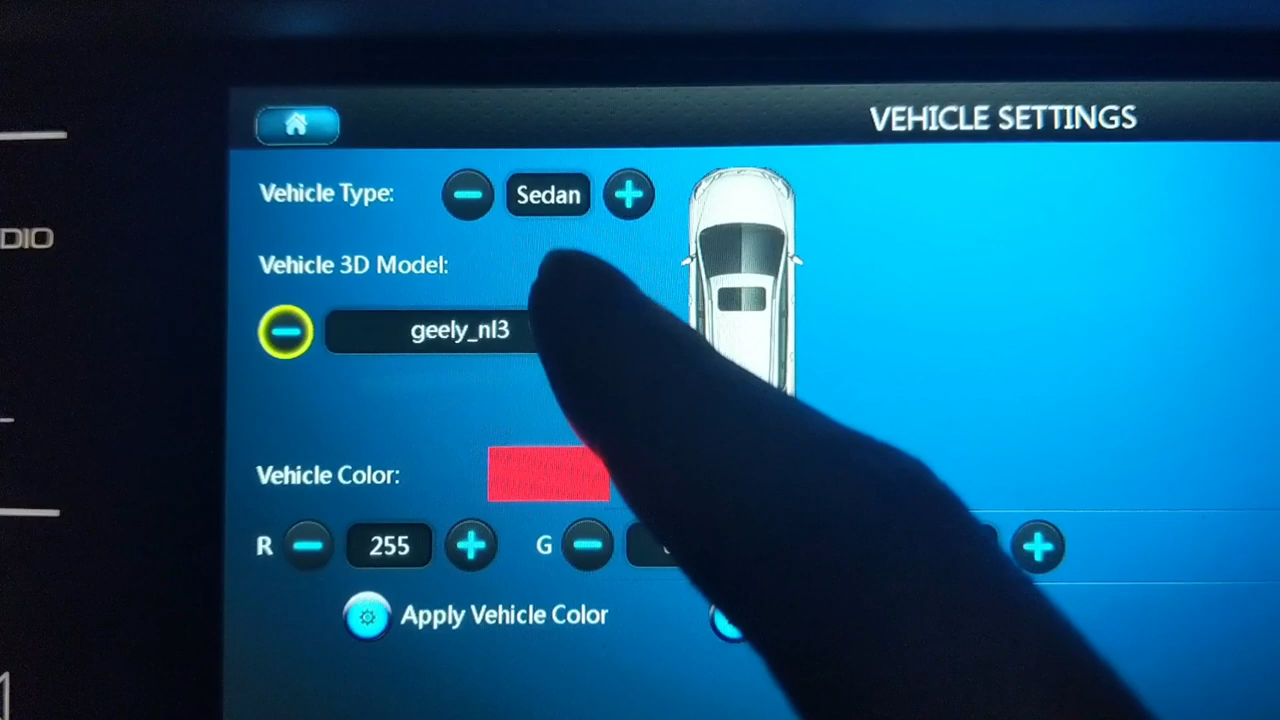 VEHICLE SETTINGS
Vehicle Type: Sedan
DIO
Vehicle 3D Model:
geely_nl3
Vehicle Color:
R 255 G
Apply Vehicle Color